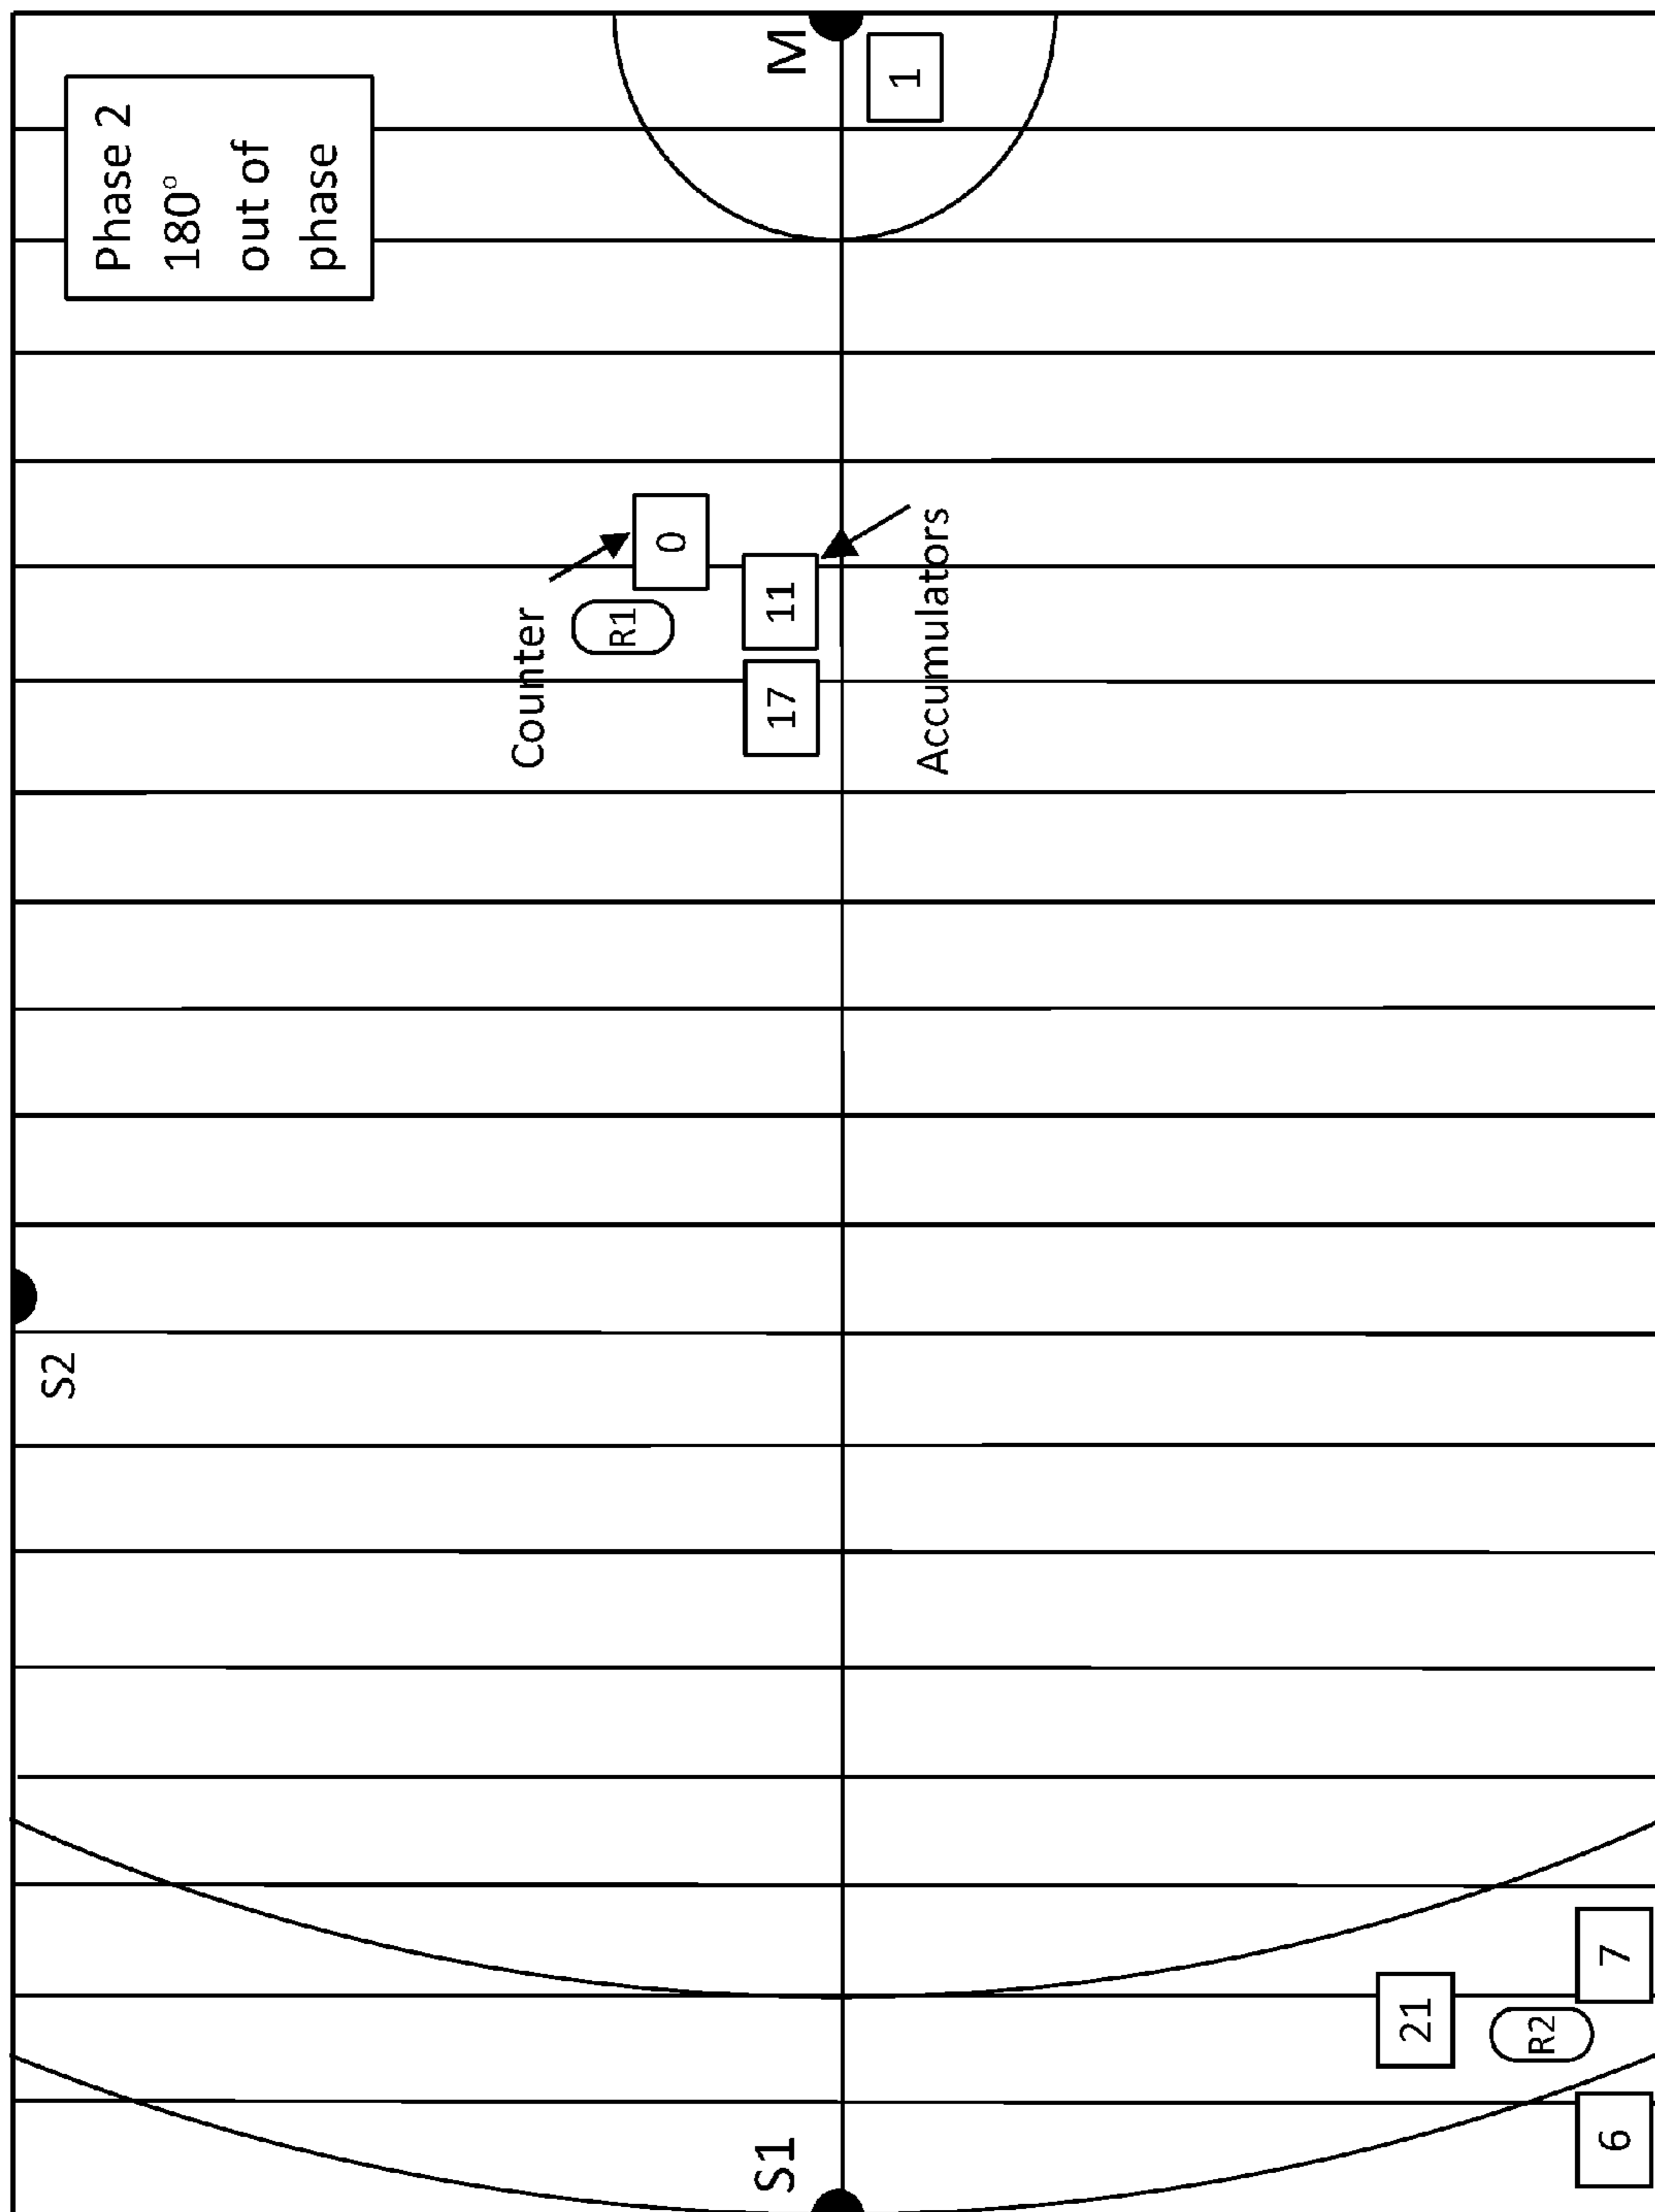 S2
Phase 2
180°
out of
phase
Counter
R1
0
S1
17
11
M
1
Accumulators
21
R2
6
7